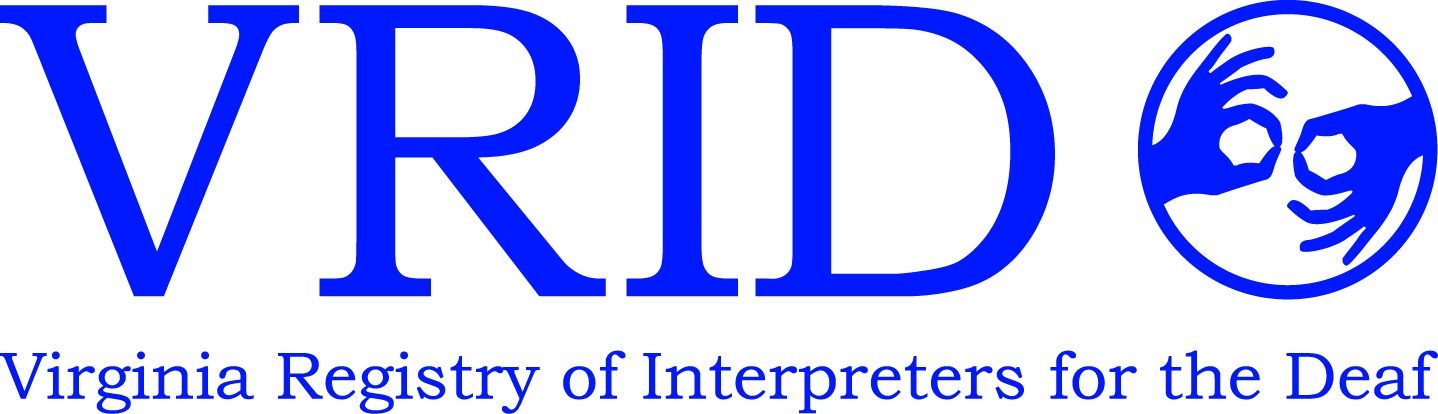 VRID
Virginia Registry of Interpreters for the Deaf